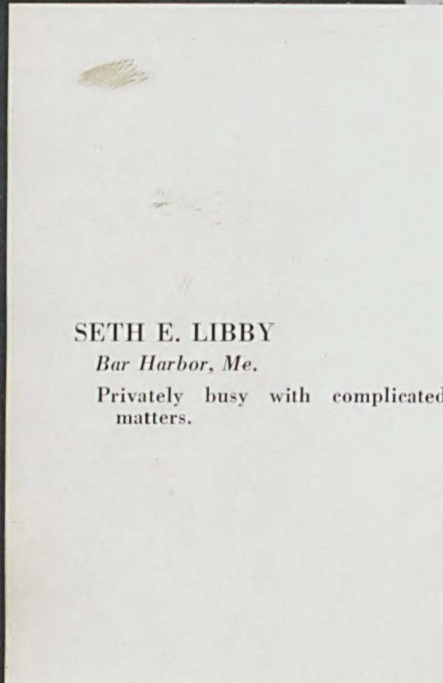 SETH E. LIBBY
Bar Harbor, Me.
Privately busy with complicated
matters.